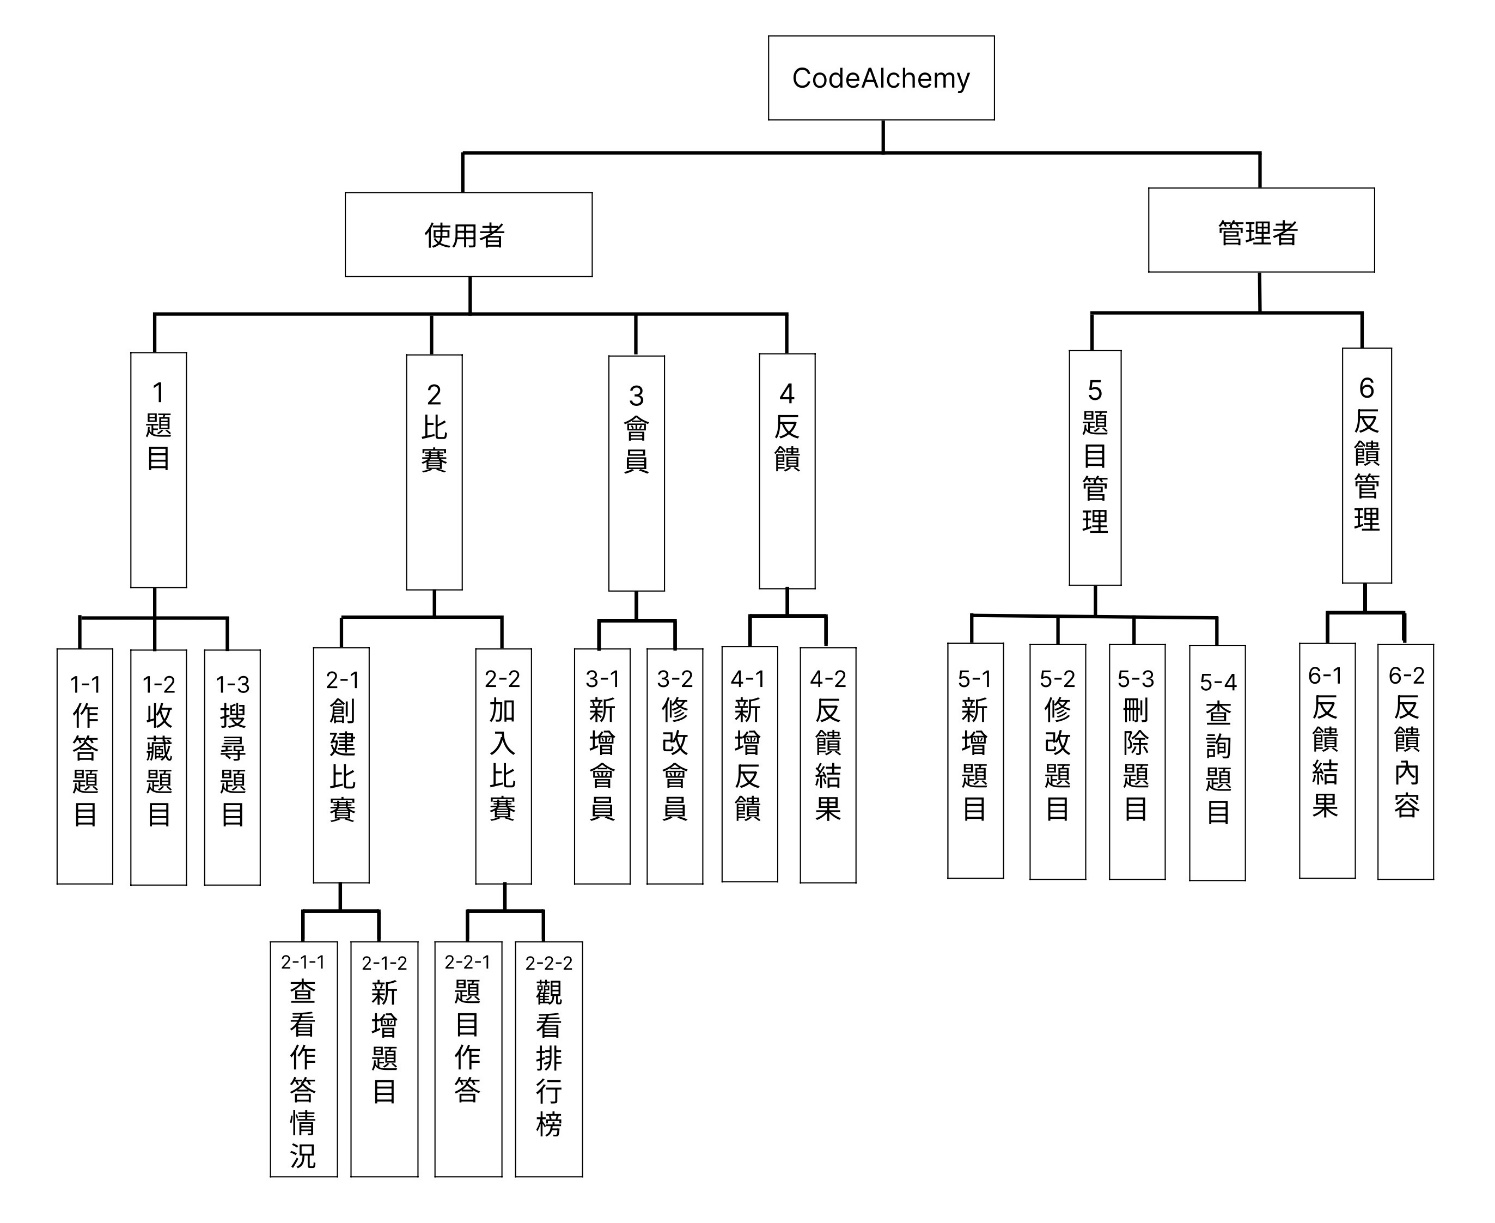 CodeAlchemy
使用者
管理者
1
題目
2
比賽
3
會員
4
反饋
5
題目管理
6
反饋管理
1-1
作答題目
1-2
收藏題目
1-3
搜尋題目
2-1
創建比賽
2-2
加入比賽
3-1
新增會員
3-2
修改會員
4-1
新增反饋
4-2
反饋結果
5-1
新增題目
5-2
修改題目
5-3
刪除題目
5-4
查詢題目
6-1
反饋結果
6-2
反饋內容
2-1-1
查看作答情況
2-1-2
新增題目
2-2-1
題目作答
2-2-2
觀看排行榜